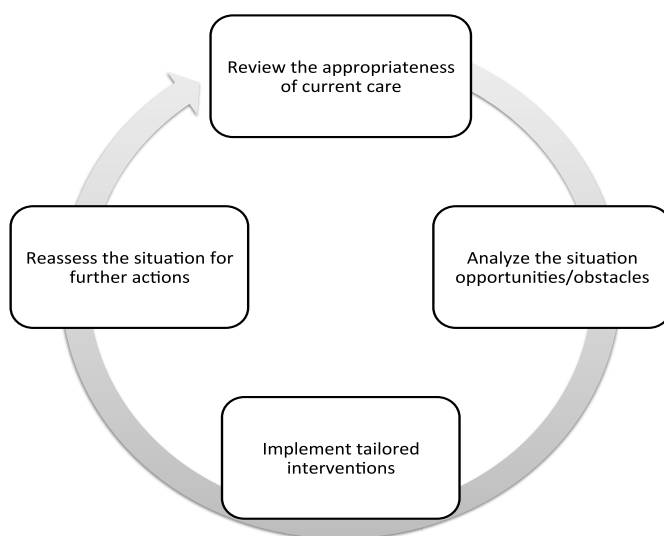 Review the appropriateness
of current care
Analyze the situation
opportunities/obstacles
Implement tailored
interventions
Reassess the situation for
further actions